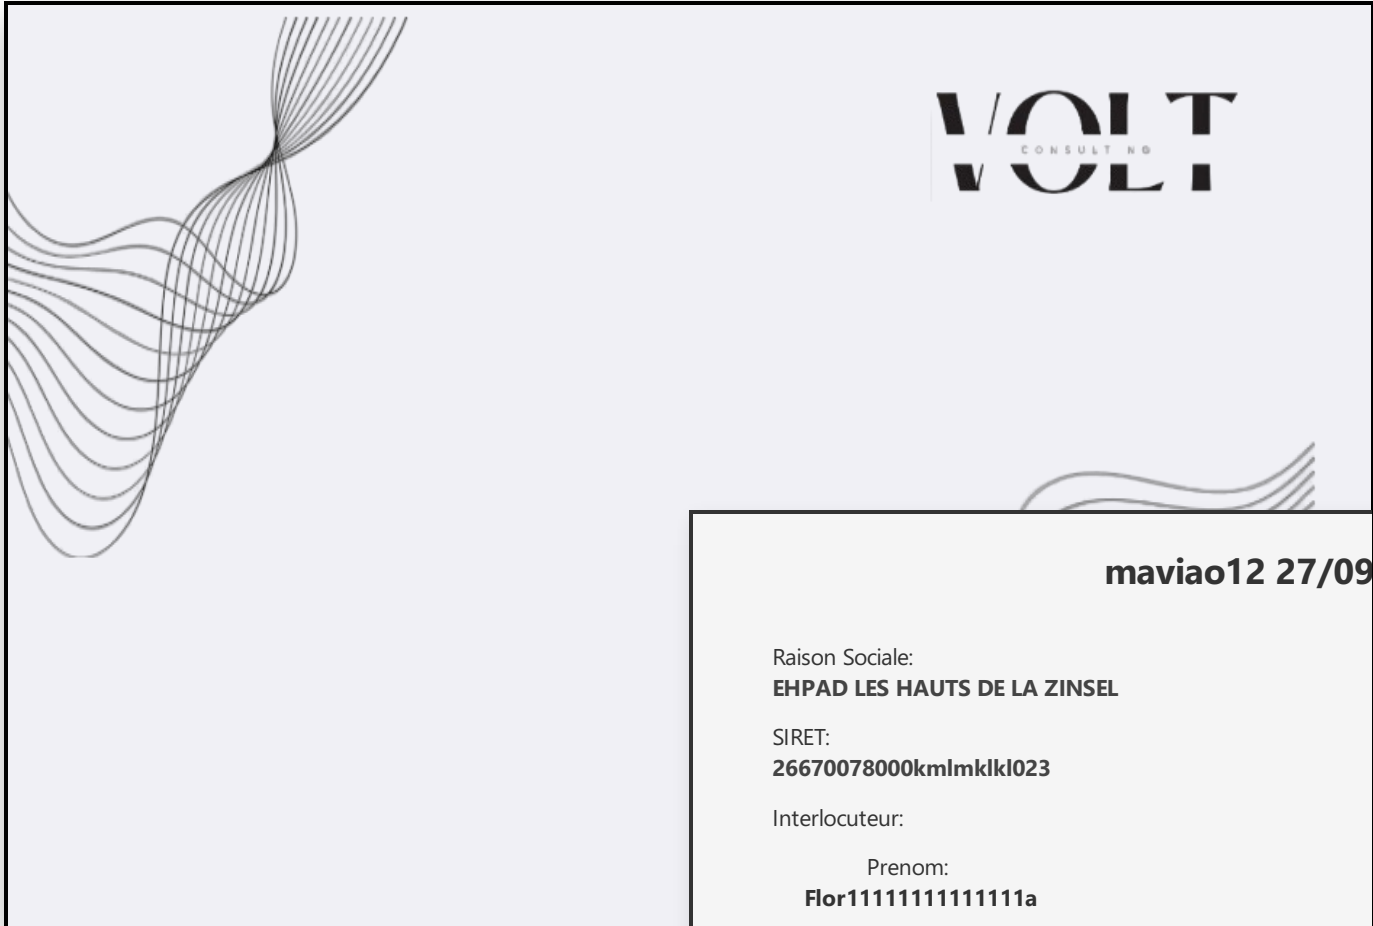 VOLT
CONSULT NG
maviao12 27/09
Raison Sociale:
EHPAD LES HAUTS DE LA ZINSEL
SIRET:
26670078000kmlmklkl023
Interlocuteur:
Prenom:
Flor11111111111111a